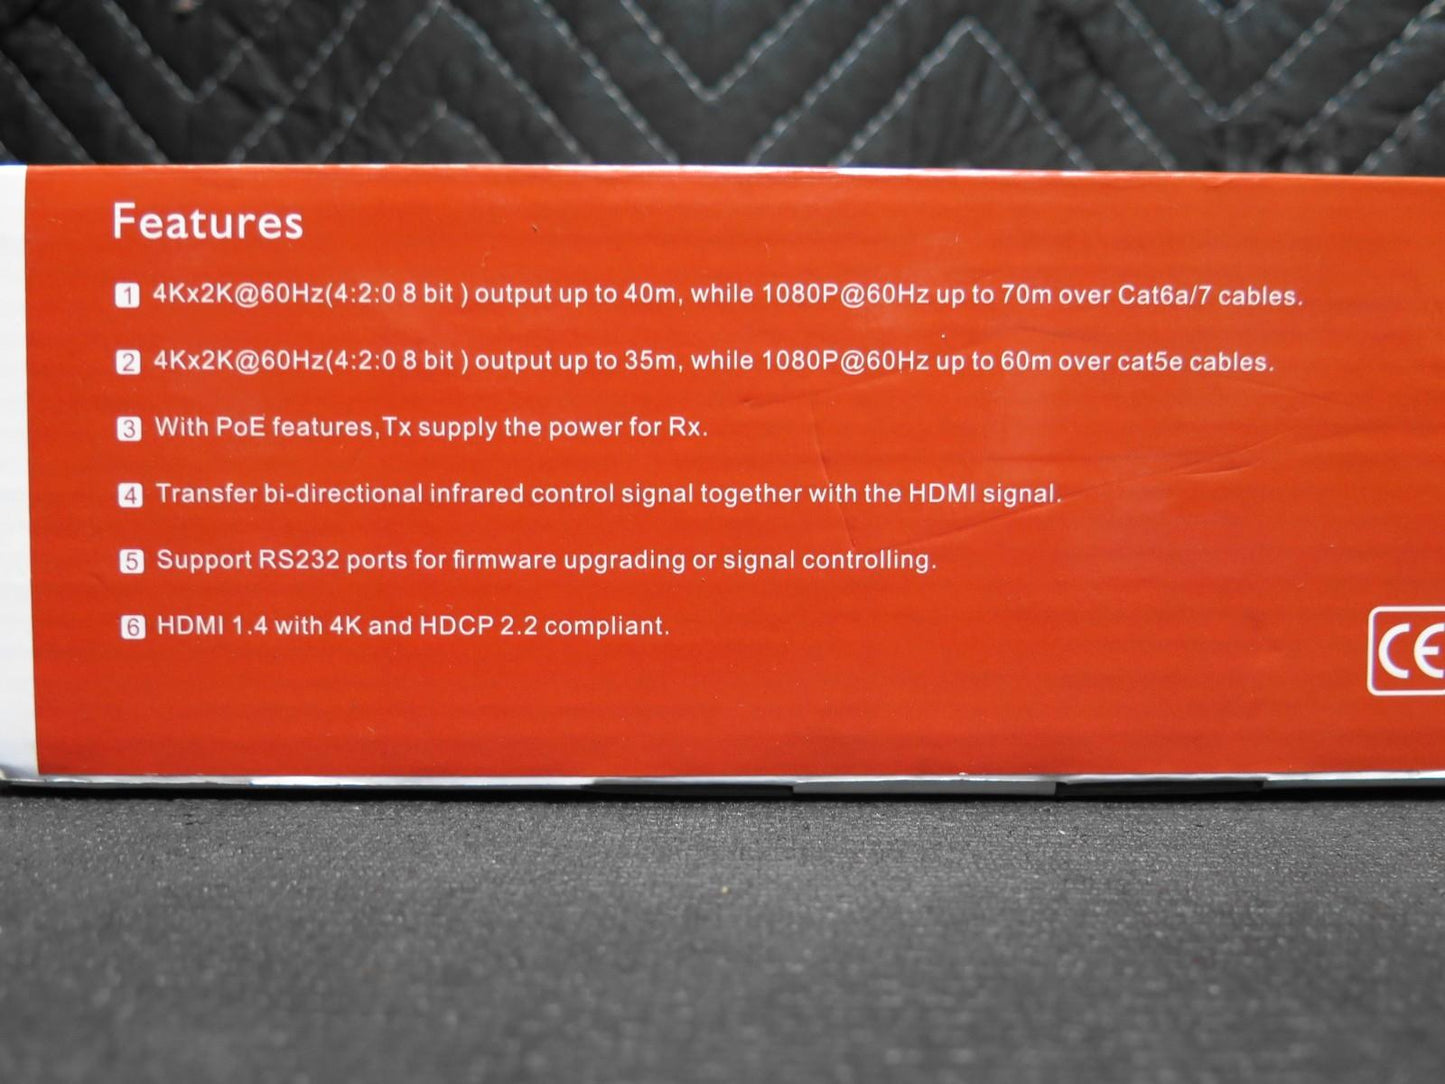 Features
1 4Kx2K@60Hz(4:2:0 8 bit ) output up to 40m, while 1080P@60Hz up to 70m over Cat6a/7 cables.
2 4Kx2K@60Hz(4:2:0 8 bit ) output up to 35m, while 1080P@60Hz up to 60m over cat5e cables.
3 With PoE features,Tx supply the power for Rx.
4 Transfer bi-directional infrared control signal together with the HDMI signal.
5 Support RS232 ports for firmware upgrading or signal controlling.
6 HDMI 1.4 with 4K and HDCP 2.2 compliant.
CE